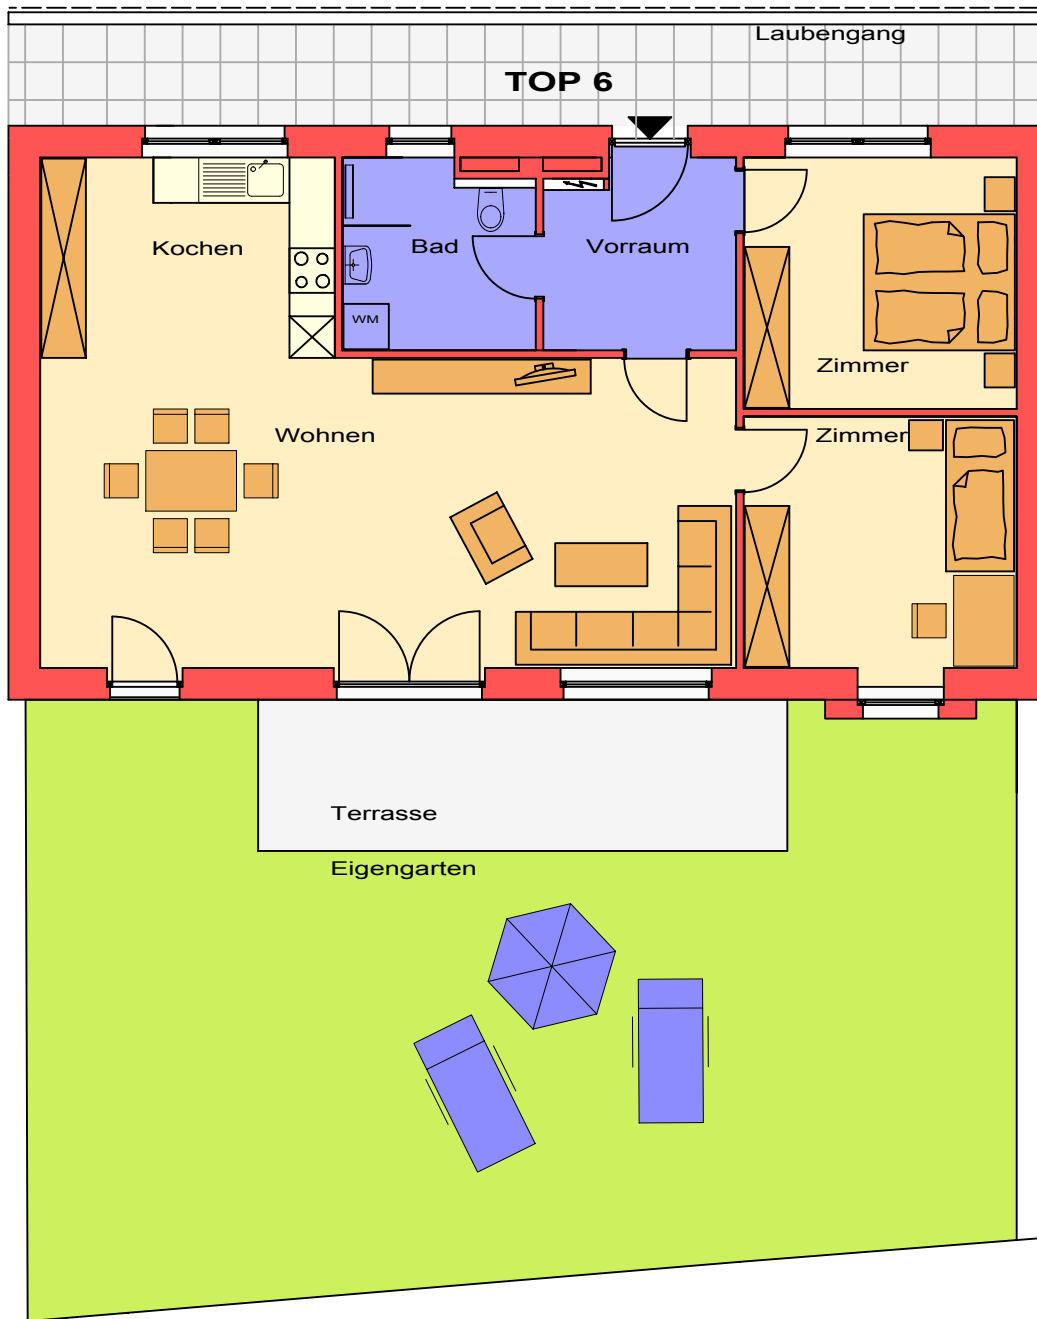 Laubengang
TOP 6
Kochen
Bad
Vorraum
WM
Zimmer
Wohnen
Zimmer
Terrasse
Eigengarten